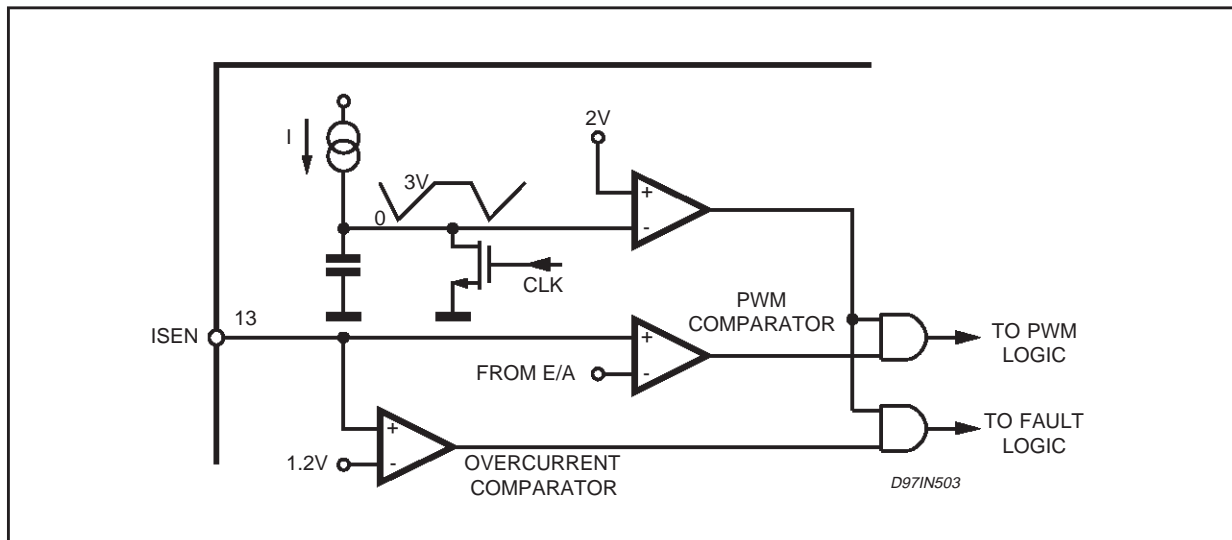 2V
I
3V
0
CLK
13
PWM
COMPARATOR
ISEN
TO PWM
LOGIC
FROM E/A
TO FAULT
LOGIC
1.2V
OVERCURRENT
COMPARATOR
D97IN503
+
-
+
-
+
-